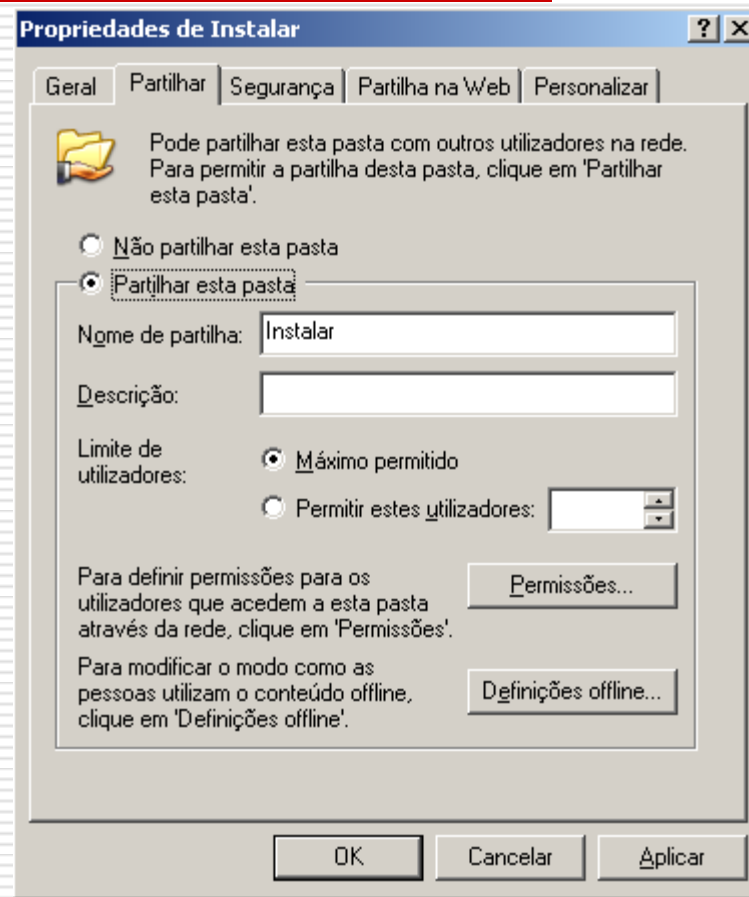 Propriedades de Instalar
Geral Partilhar Segurança Partilha na Web Personalizar
Pode partilhar esta pasta com outros utilizadores na rede.
Para permitir a partilha desta pasta, clique em 'Partilhar
esta pasta'.
Não partilhar esta pasta
Partilhar esta pasta
Nome de partilha: Instalar
Descrição:
Limite de
utilizadores:
Máximo permitido
Permitir estes utilizadores:
Para definir permissões para os
utilizadores que acedem a esta pasta
através da rede, clique em 'Permissões'.
Permissões...
Para modificar o modo como as
pessoas utilizam o conteúdo offline,
clique em 'Definições offline'.
Definições offline...
OK Cancelar Aplicar